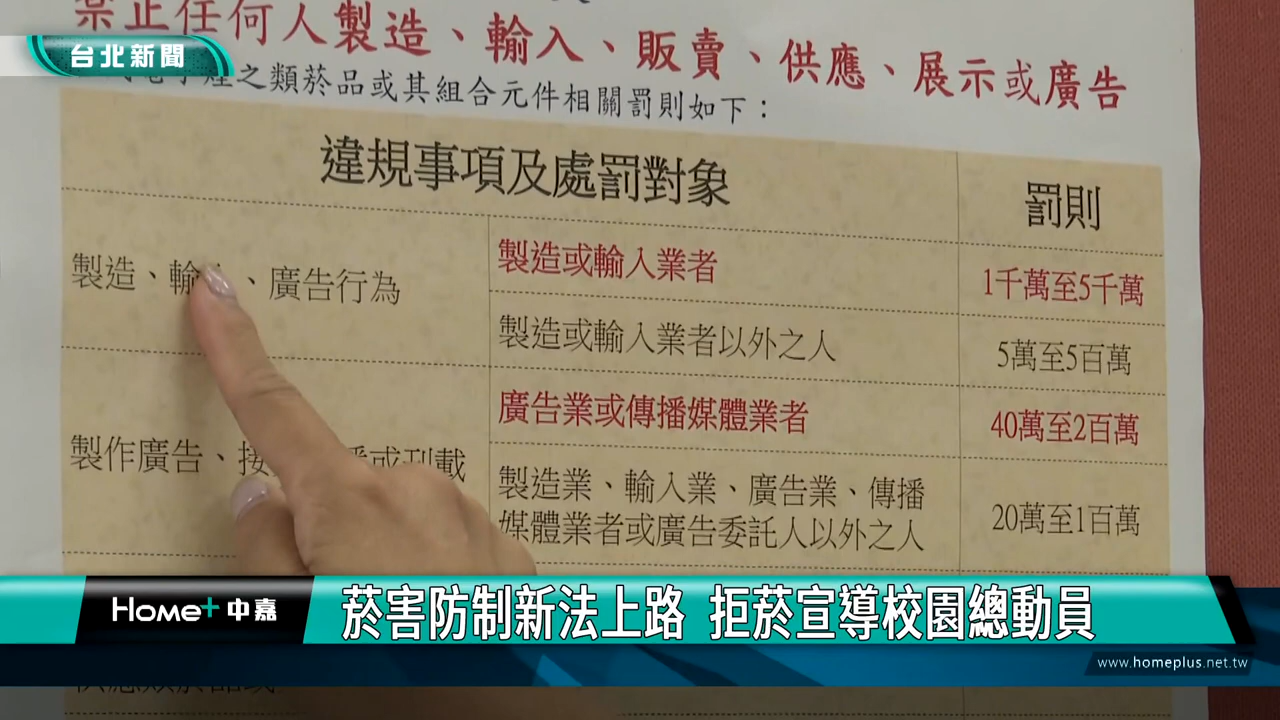 禁止任何人製造、輸入、販賣、供應、展示或廣告
台北新聞
之類菸品或其組合元件相關罰則如下：
違規事項及處罰對象
罰則
製造、輸　、廣告行為
製造或輸入業者
1千萬至5千萬
製造或輸入業者以外之人
5萬至5百萬
製作廣告、接　　或刊載
廣告業或傳播媒體業者
40萬至2百萬
製造業、輸入業、廣告業、傳播
媒體業者或廣告委託人以外之人
20萬至1百萬
Home+中嘉
菸害防制新法上路 拒菸宣導校園總動員
www.homeplus.net.tw